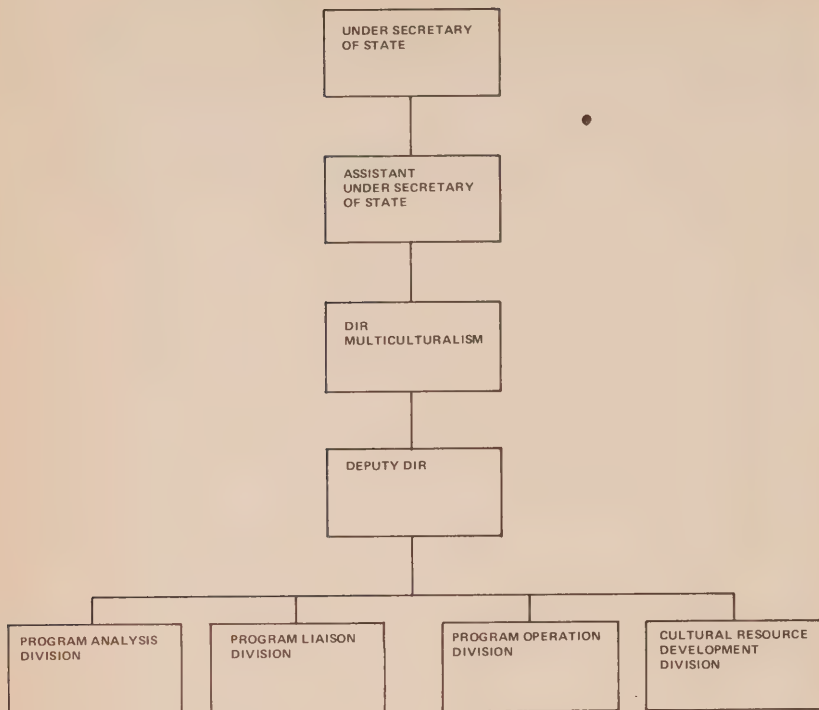 UNDER SECRETARY
OF STATE
ASSISTANT
UNDER SECRETARY
OF STATE
DIR
MULTICULTURALISM
DEPUTY DIR
PROGRAM ANALYSIS
DIVISION
PROGRAM LIAISON
DIVISION
PROGRAM OPERATION
DIVISION
CULTURAL RESOURCE
DEVELOPMENT
DIVISION